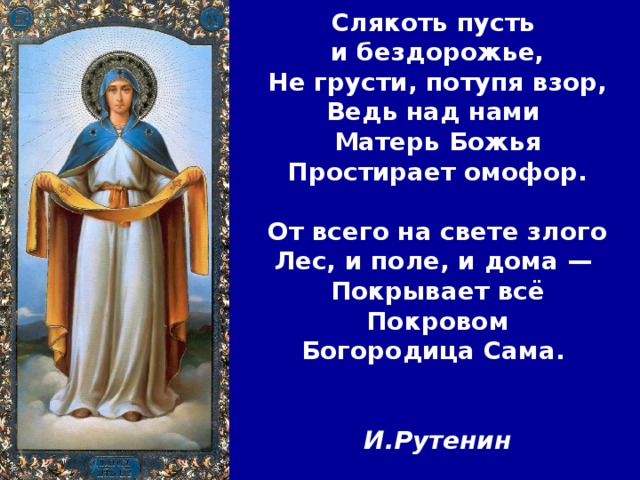 Слякоть пусть
и бездорожье,
Не грусти, потупя взор,
Ведь над нами
Матерь Божья
Простирает омофор.
От всего на свете злого
Лес, и поле, и дома —
Покрывает всё
Покровом
Богородица Сама.
И.Рутенин